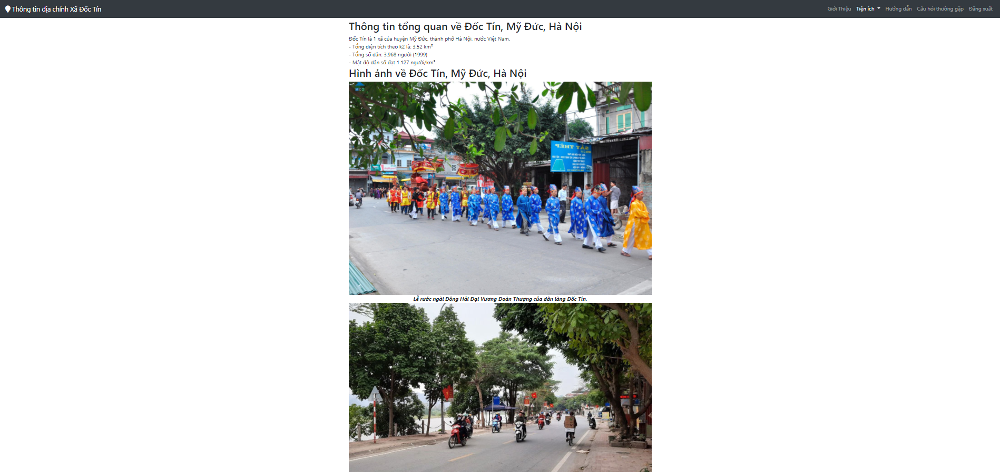 Thông tin địa chính Xã Đốc Tín
Giới Thiệu Tiện ích Hướng dẫn Câu hỏi thường gặp Đăng xuất
Thông tin tổng quan về Đốc Tín, Mỹ Đức, Hà Nội
Đốc Tín là 1 xã của huyện Mỹ Đức, thành phố Hà Nội, nước Việt Nam.
- Tổng diện tích theo k2 là: 3,52 km²
- Tổng số dân: 3.968 người (1999)
- Mật độ dân số đạt 1.127 người/km².
Hình ảnh về Đốc Tín, Mỹ Đức, Hà Nội
SẮT THÉP
Lễ rước ngài Đông Hải Đại Vương Đoàn Thượng của dân làng Đốc Tín.